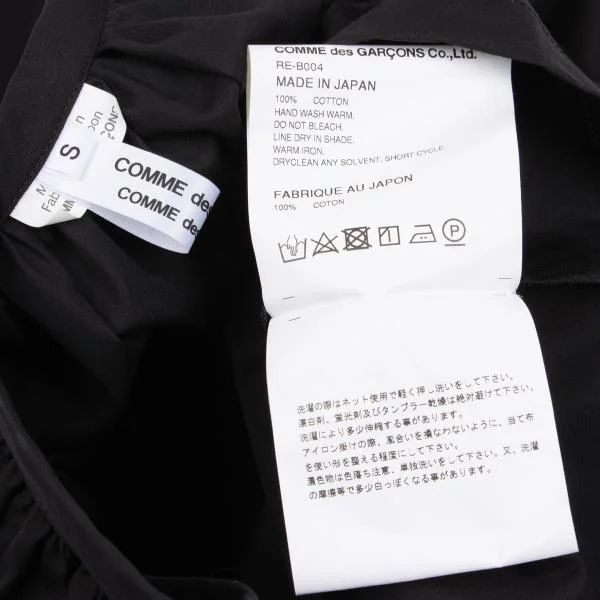 COMME des GARÇONS Co.,Ltd.
RE-B004
MADE IN JAPAN
100% COTTON
HAND WASH WARM.
DO NOT BLEACH.
LINE DRY IN SHADE.
WARM IRON.
DRYCLEAN ANY SOLVENT, SHORT CYCLE.
FABRIQUE AU JAPON
100% COTON
P
S
COMME des
COMME des
洗濯の際はネット使用で軽く押し洗いをして下さい。
漂白剤、蛍光剤及びタンブラー乾燥は絶対避けて下さい。
洗濯により多少伸縮する事があります。
アイロン掛けの際、風合いを損なわないように、当て布
を使い形を整える程度にして下さい。
濃色物は色落ち注意、単独洗いをして下さい。又、洗濯
の摩擦等で多少白っぽくなる事があります。